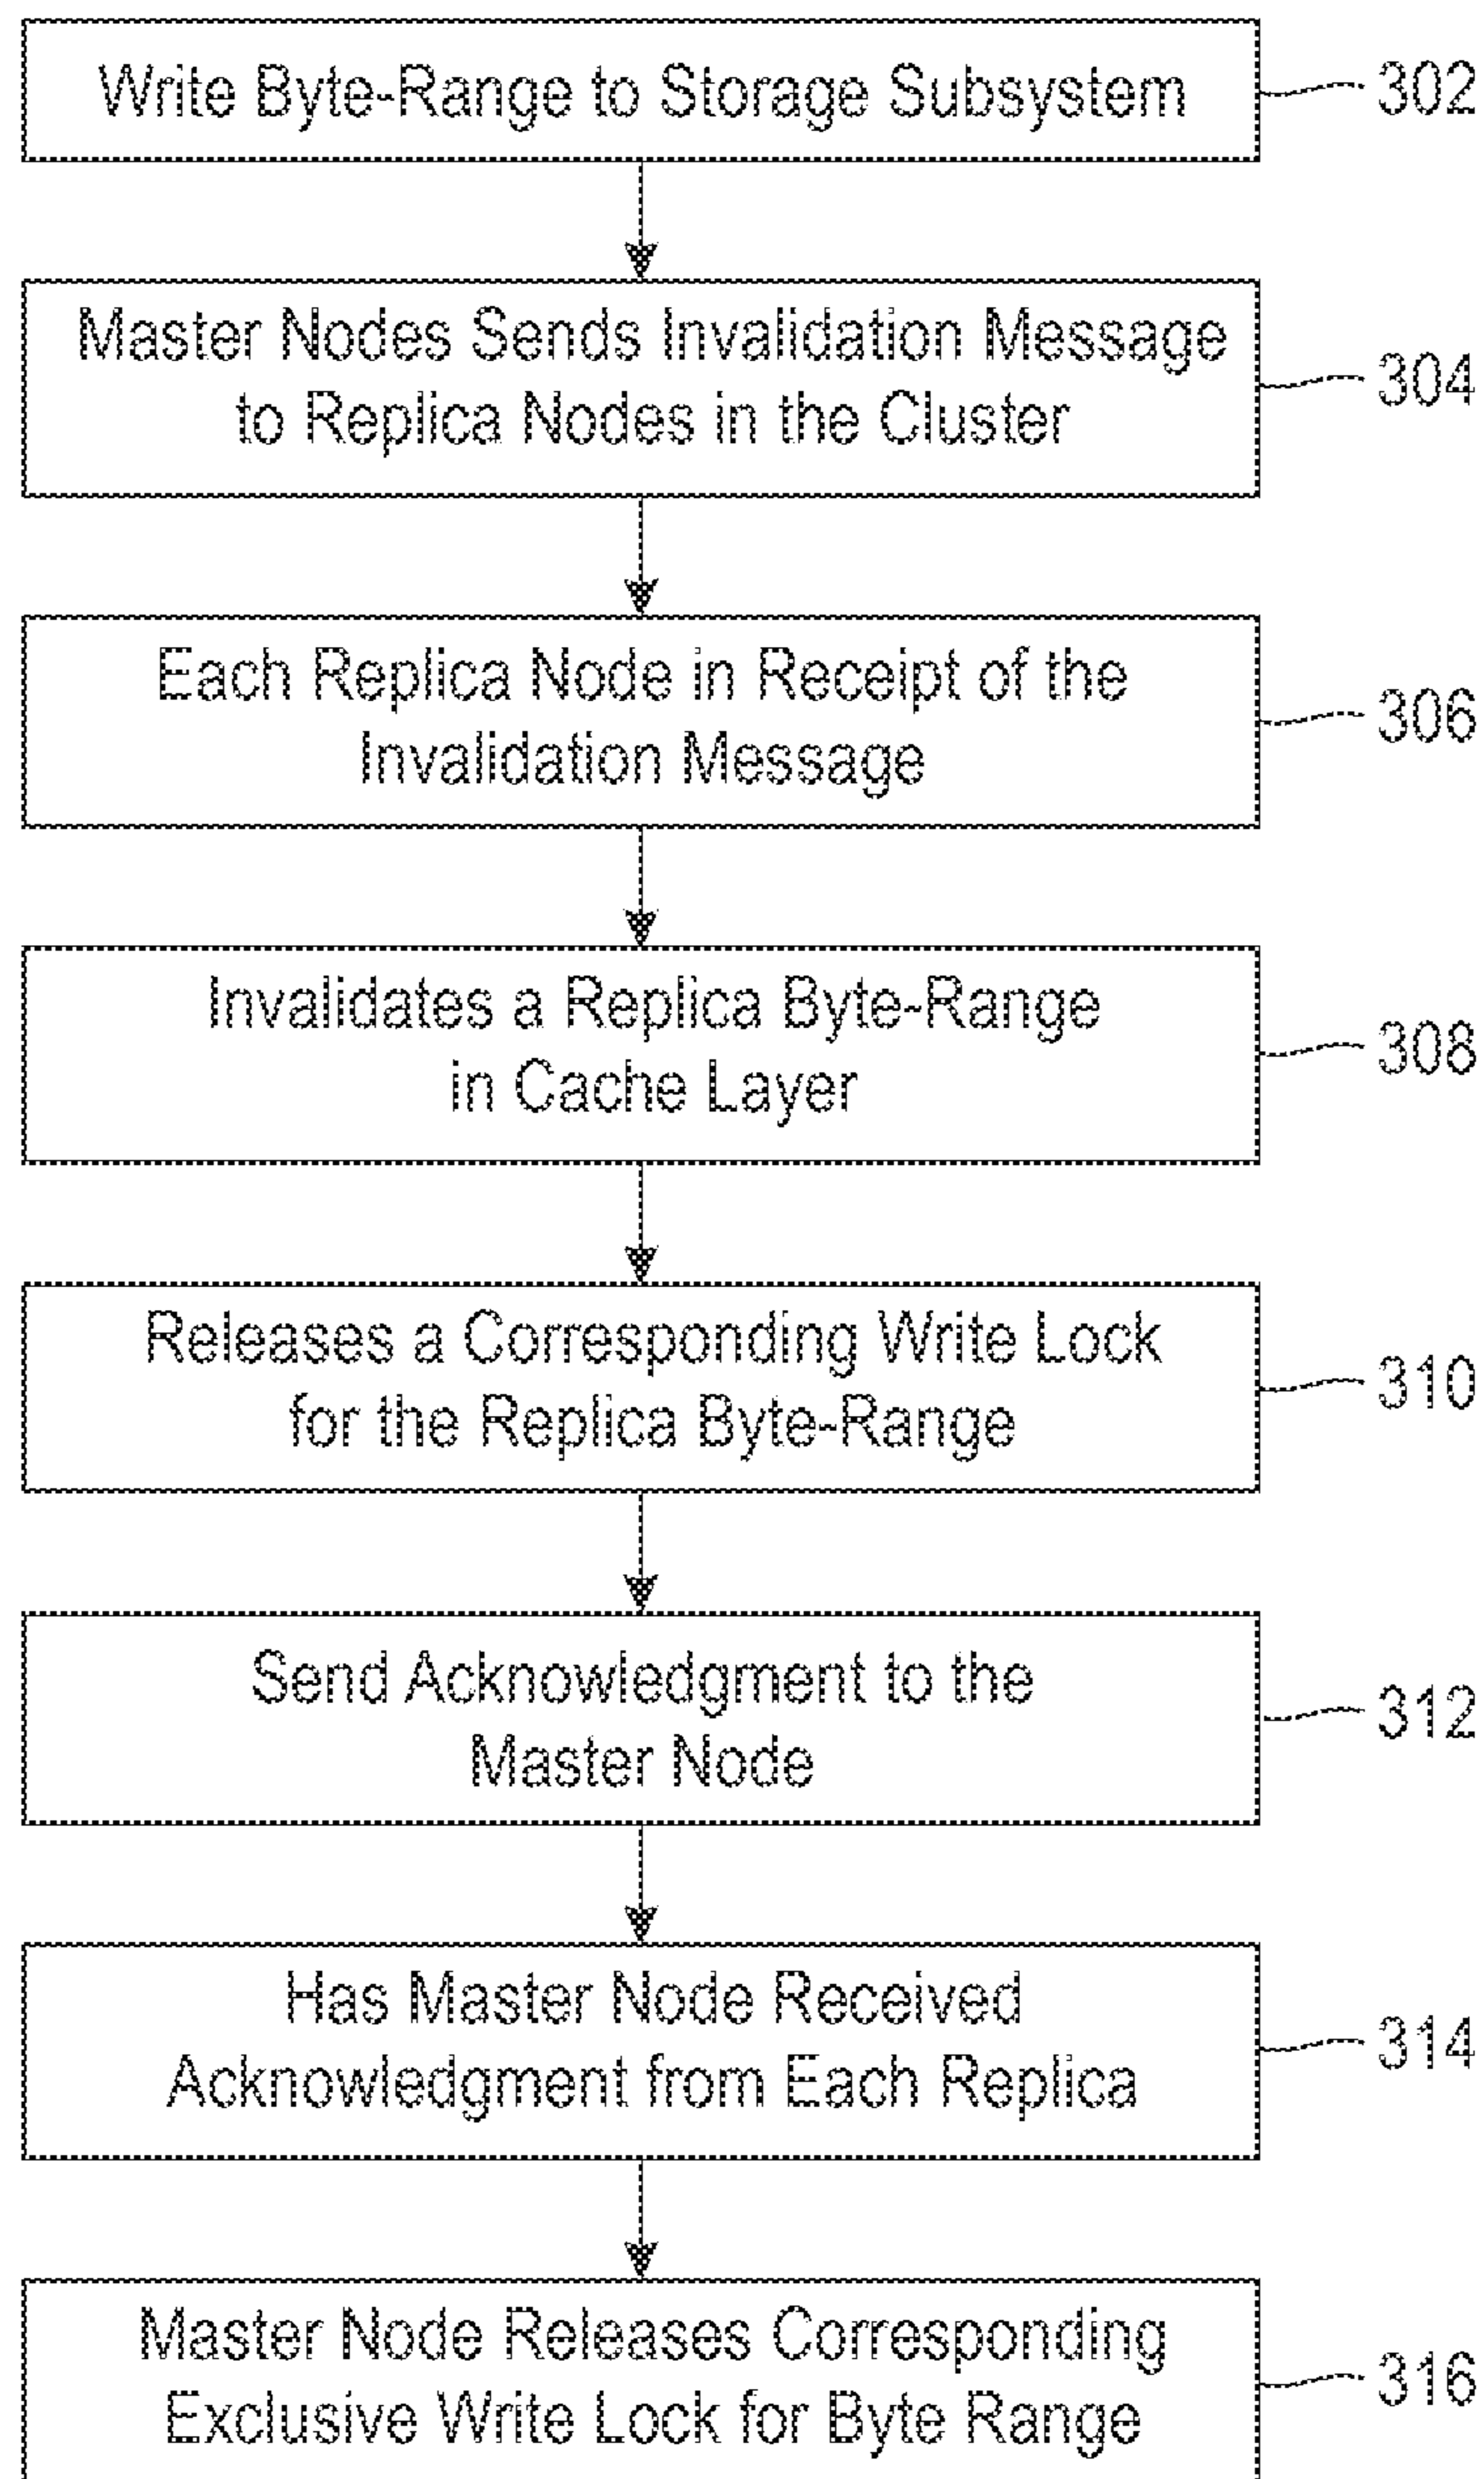 Write Byte-Range to Storage Subsystem
302
Master Nodes Sends Invalidation Message
to Replica Nodes in the Cluster
304
Each Replica Node in Receipt of the
Invalidation Message
306
Invalidates a Replica Byte-Range
in Cache Layer
308
Releases a Corresponding Write Lock
for the Replica Byte-Range
310
Send Acknowledgment to the
Master Node
312
Has Master Node Received
Acknowledgment from Each Replica
314
Master Node Releases Corresponding
Exclusive Write Lock for Byte Range
316